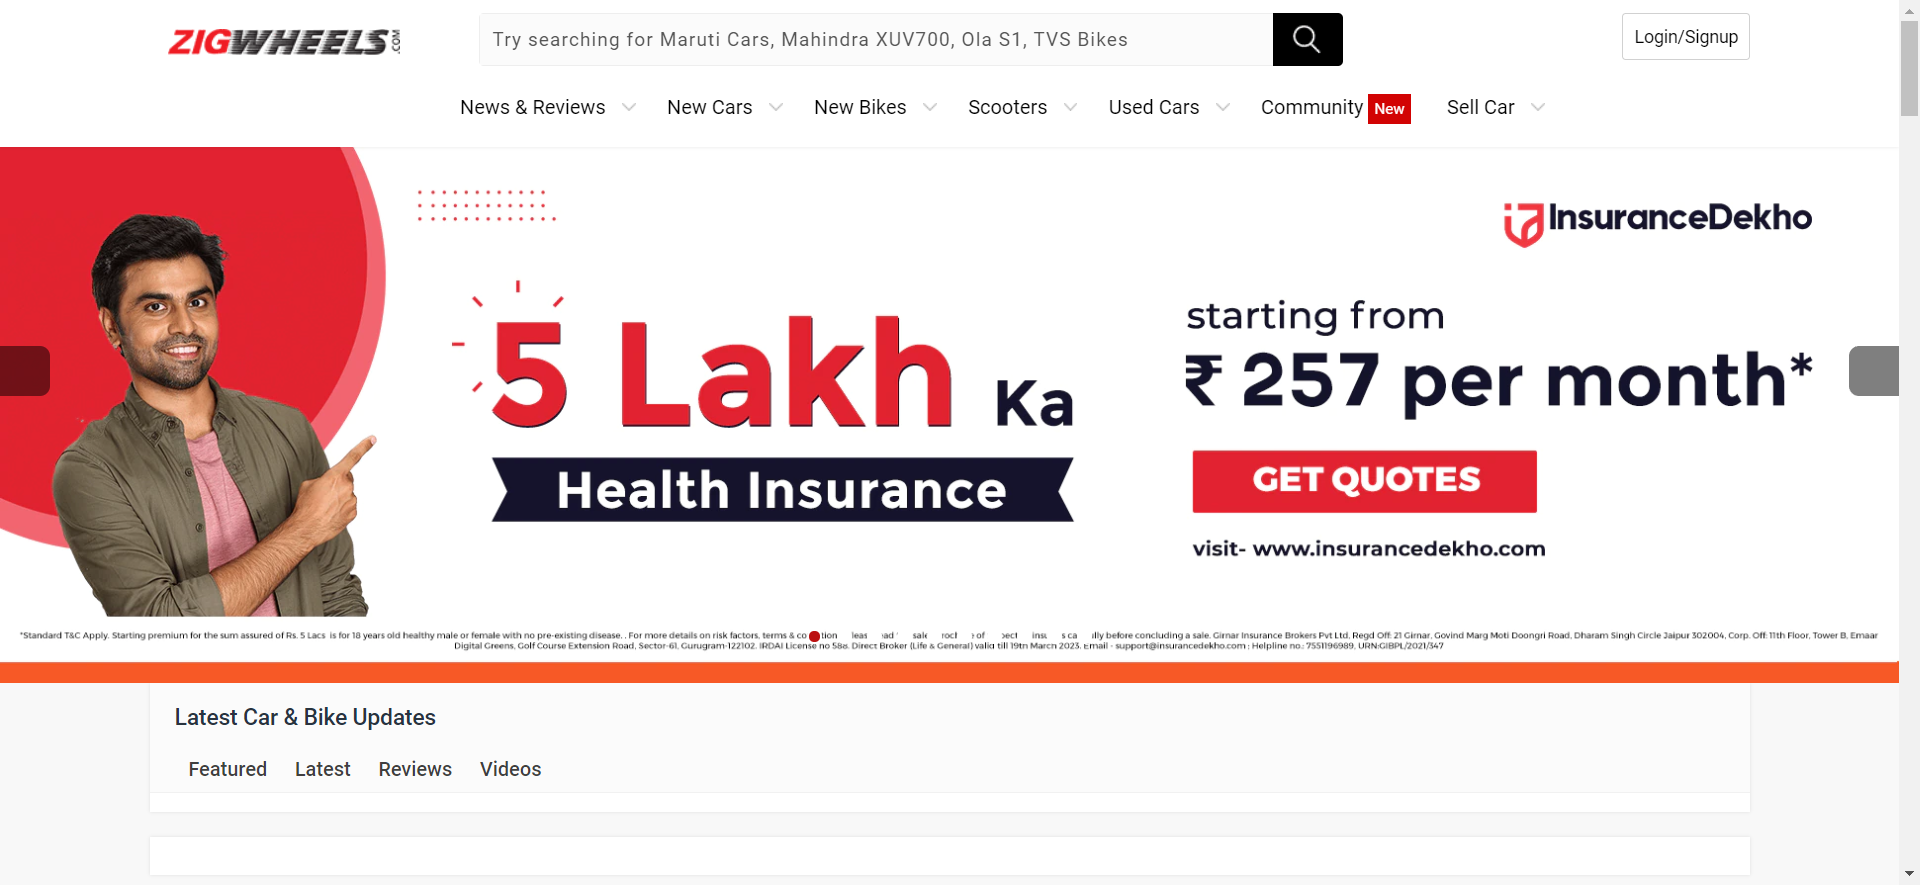 ZIGWHEELS.COM
Try searching for Maruti Cars, Mahindra XUV700, Ola S1, TVS Bikes
Login/Signup
News & Reviews New Cars New Bikes Scooters Used Cars Community New Sell Car
InsuranceDekho
5 Lakh Ka
Health Insurance
starting from
₹ 257 per month*
GET QUOTES
visit- www.insurancedekho.com
*Standard T&C Apply. Starting premium for the sum assured of Rs. 5 Lacs is for 18 years old healthy male or female with no pre-existing disease. . For more details on risk factors, terms & before concluding a sale. Girnar Insurance Brokers Pvt Ltd, Regd Off: 21 Girnar, Govind Marg Moti Doongri Road, Dharam Singh Circle Jaipur 302004, Corp. Off: 11th Floor, Tower B, Emaar
Digital Greens, Golf Course Extension Road, Sector-61, Gurugram-122102. IRDAI License no 588. Direct Broker (Life & General) valid till 19th March 2023. Email - support@insurancedekho.com ; Helpline no.: 7551196989, URN:GIBPL/2021/347
Latest Car & Bike Updates
Featured Latest Reviews Videos